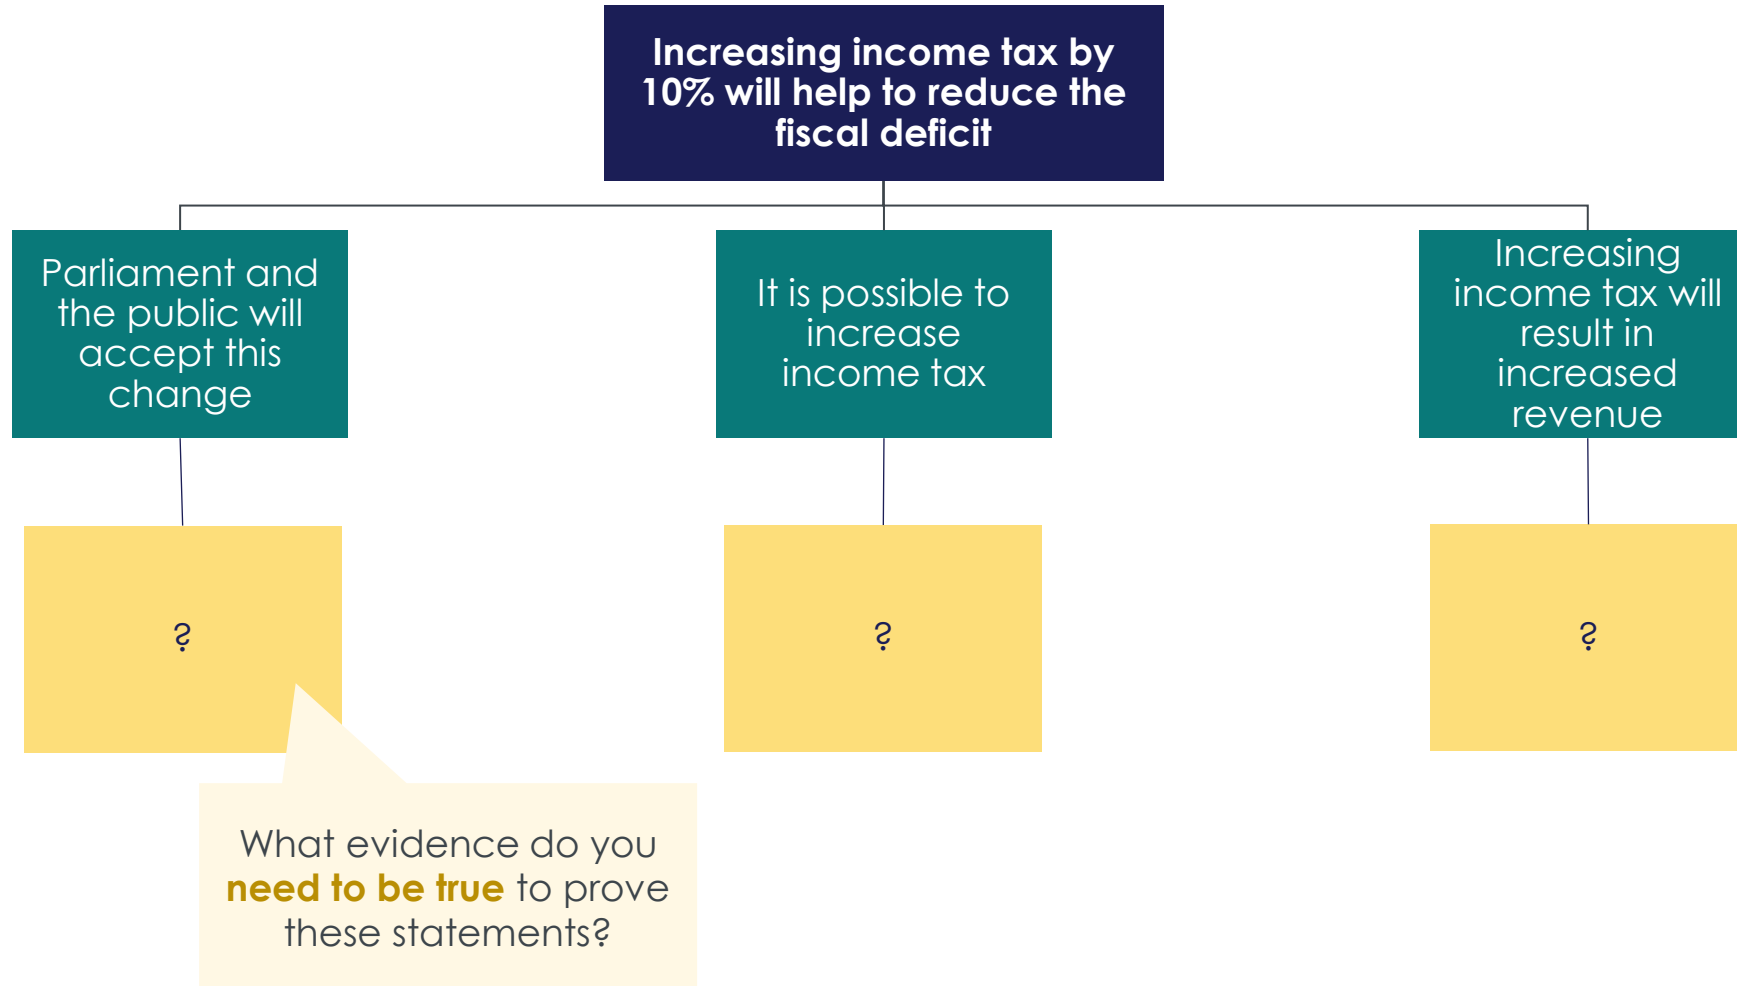 Increasing income tax by
10% will help to reduce the
fiscal deficit
Parliament and
the public will
accept this
change
It is possible to
increase
income tax
Increasing
income tax will
result in
increased
revenue
?
?
?
What evidence do you
need to be true to prove
these statements?